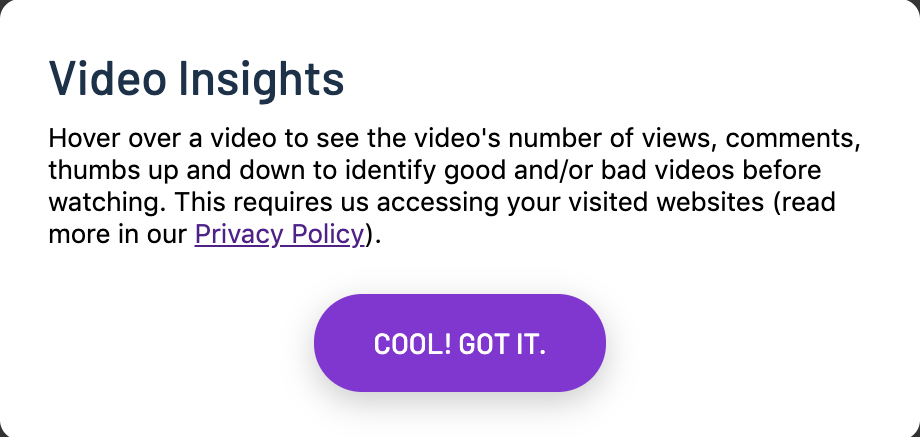 Video Insights
Hover over a video to see the video's number of views, comments,
thumbs up and down to identify good and/or bad videos before
watching. This requires us accessing your visited websites (read
more in our Privacy Policy).
COOL! GOT IT.